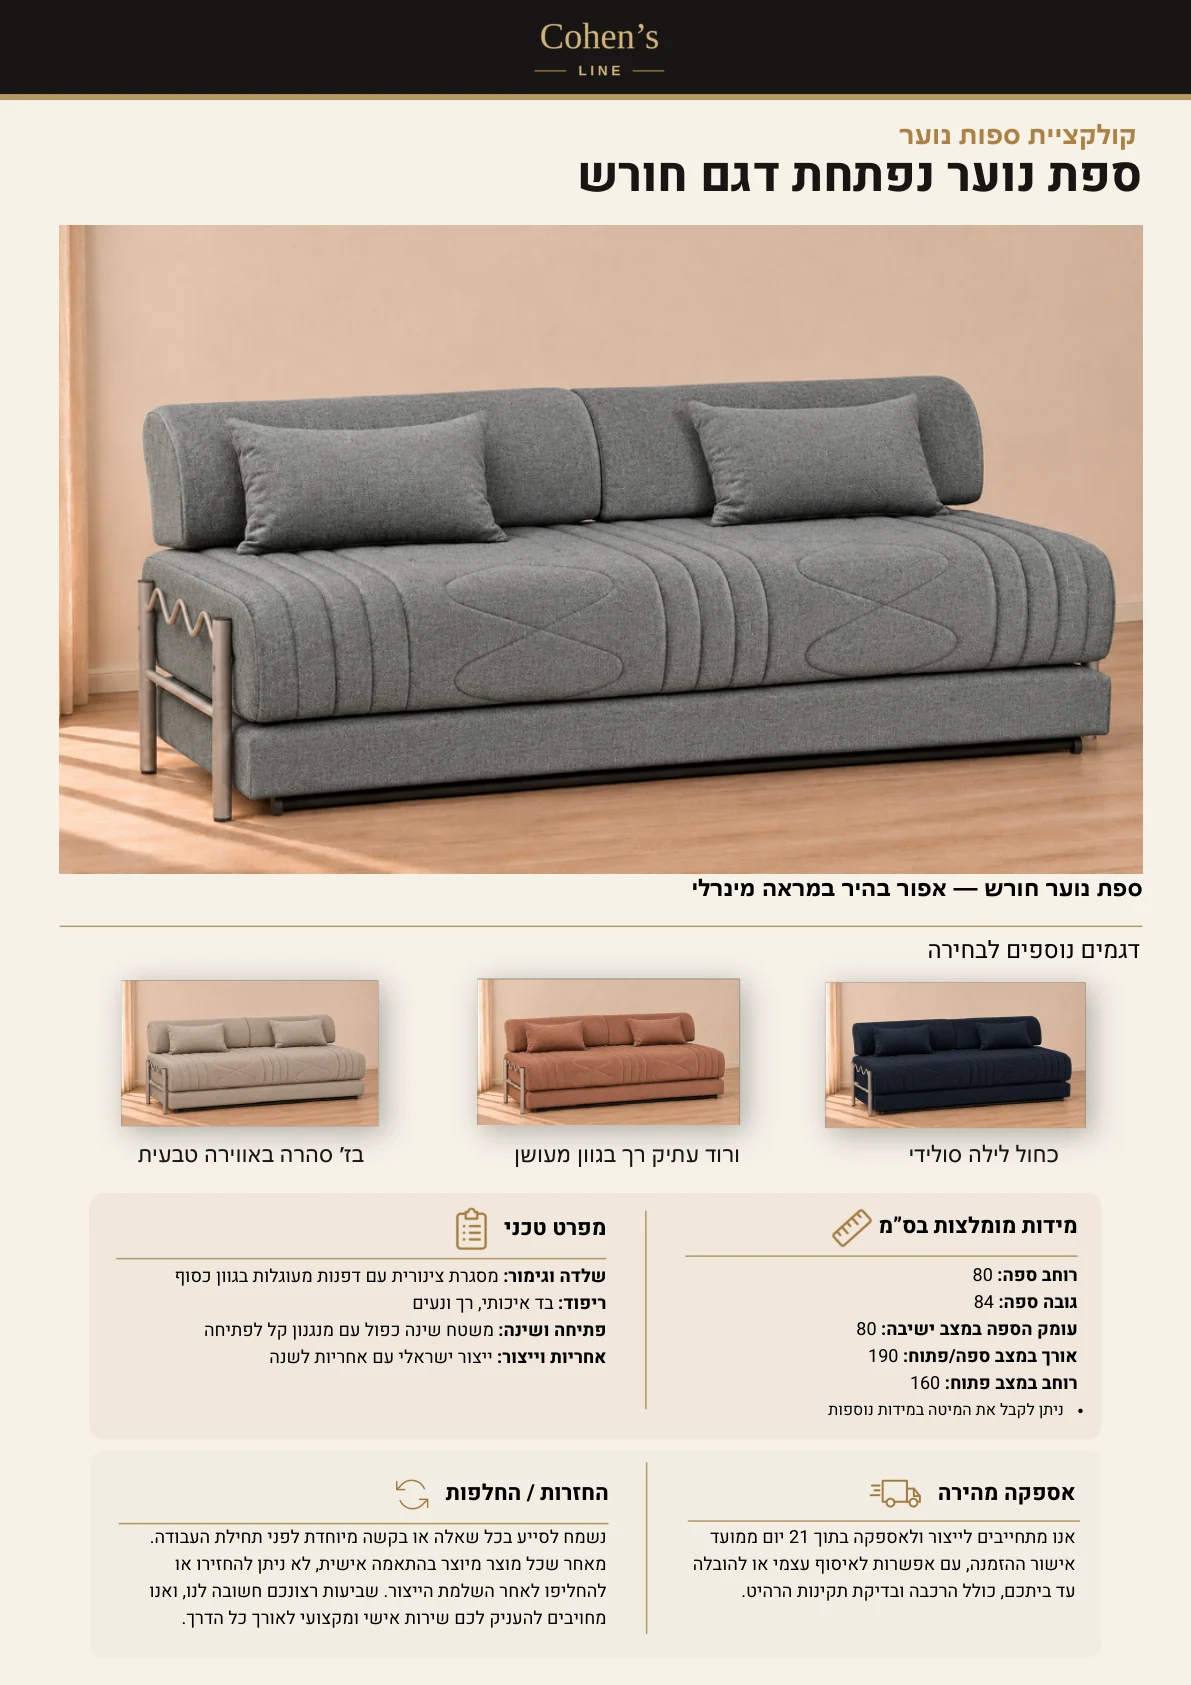 Cohen’s
LINE
קולקציית ספות נוער
ספת נוער נפתחת דגם חורש
ספת נוער חורש — אפור בהיר במראה מינרלי
דגמים נוספים לבחירה
כחול לילה סולידי
ורוד עתיק רך בגוון מעושן
בז’ סהרה באווירה טבעית
מידות מומלצות בס”מ
רוחב ספה: 80
גובה ספה: 84
עומק הספה במצב ישיבה: 80
אורך במצב ספה/פתוח: 190
רוחב במצב פתוח: 160
• ניתן לקבל את המיטה במידות נוספות
מפרט טכני
שלדה וגימור: מסגרת צינורית עם דפנות מעוגלות בגוון כסוף
ריפוד: בד איכותי, רך ונעים
פתיחה ושינה: משטח שינה כפול עם מנגנון קל לפתיחה
אחריות וייצור: ייצור ישראלי עם אחריות לשנה
אספקה מהירה
אנו מתחייבים לייצור ולאספקה בתוך 21 יום ממועד
אישור ההזמנה, עם אפשרות לאיסוף עצמי או להובלה
עד ביתכם, כולל הרכבה ובדיקת תקינות הרהיט.
החזרות / החלפות
נשמח לסייע בכל שאלה או בקשה מיוחדת לפני תחילת העבודה.
מאחר שכל מוצר מיוצר בהתאמה אישית, לא ניתן להחזירו או
להחליפו לאחר השלמת הייצור. שביעות רצונכם חשובה לנו, ואנו
מחויבים להעניק לכם שירות אישי ומקצועי לאורך כל הדרך.